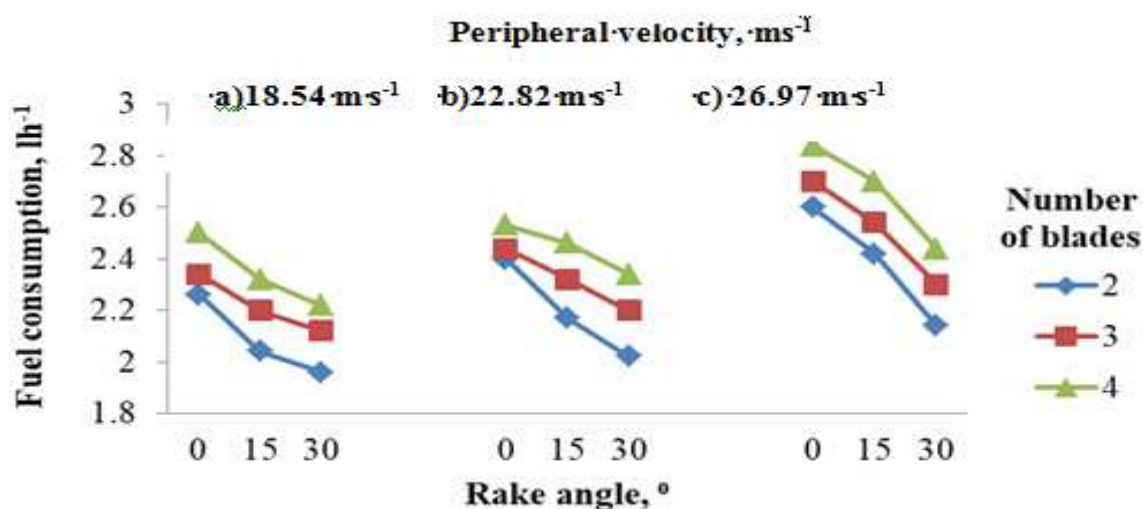 Peripheral·velocity,·ms⁻¹
·a)18.54·m·s⁻¹ ·b)22.82·m·s⁻¹ ·c)·26.97·m·s⁻¹
Fuel consumption, lh⁻¹
3
2.8
2.6
2.4
2.2
2
1.8
0 15 30 0 15 30 0 15 30
Rake angle, º
Number
of blades
2
3
4